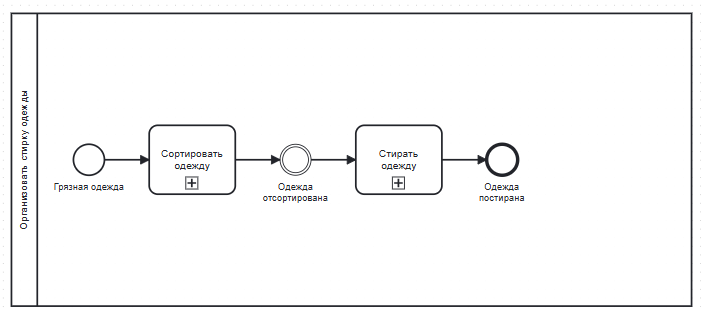 Организовать стирку одежды
Грязная одежда
Сортировать
одежду
Одежда
отсортирована
Стирать
одежду
Одежда
постирана